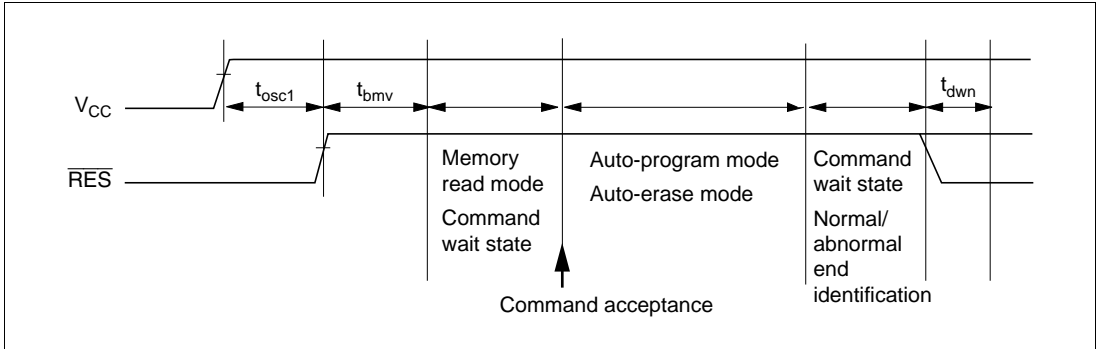 V_CC
t_osc1
t_bmv
t_dwn
R̅E̅S̅
Memory
read mode
Command
wait state
Auto-program mode
Auto-erase mode
Command
wait state
Normal/
abnormal
end
identification
Command acceptance